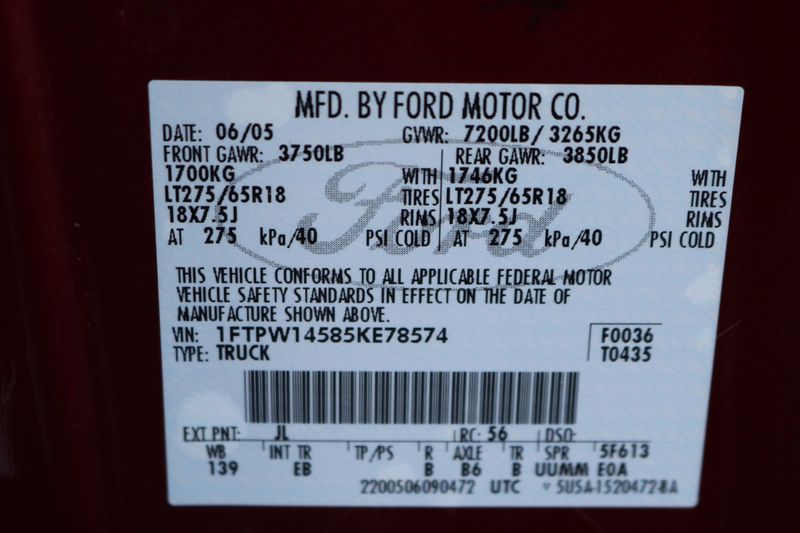 MFD. BY FORD MOTOR CO.
DATE: 06/05 GVWR: 7200LB/ 3265KG
FRONT GAWR: 3750LB REAR GAWR: 3850LB
1700KG WITH 1746KG WITH
LT275/65R18 TIRES LT275/65R18 TIRES
18X7.5J RIMS 18X7.5J RIMS
AT 275 kPa/40 PSI COLD AT 275 kPa/40 PSI COLD
Ford
THIS VEHICLE CONFORMS TO ALL APPLICABLE FEDERAL MOTOR
VEHICLE SAFETY STANDARDS IN EFFECT ON THE DATE OF
MANUFACTURE SHOWN ABOVE.
VIN: 1FTPW14585KE78574 F0036
TYPE: TRUCK T0435
EXT PNT: JL RC: 56 DSO:
WB INT TR TP/PS R AXLE TR SPR 5F613
139 EB B B6 B UUMM E0A
2200506090472 UTC 5U5A-1520472-BA